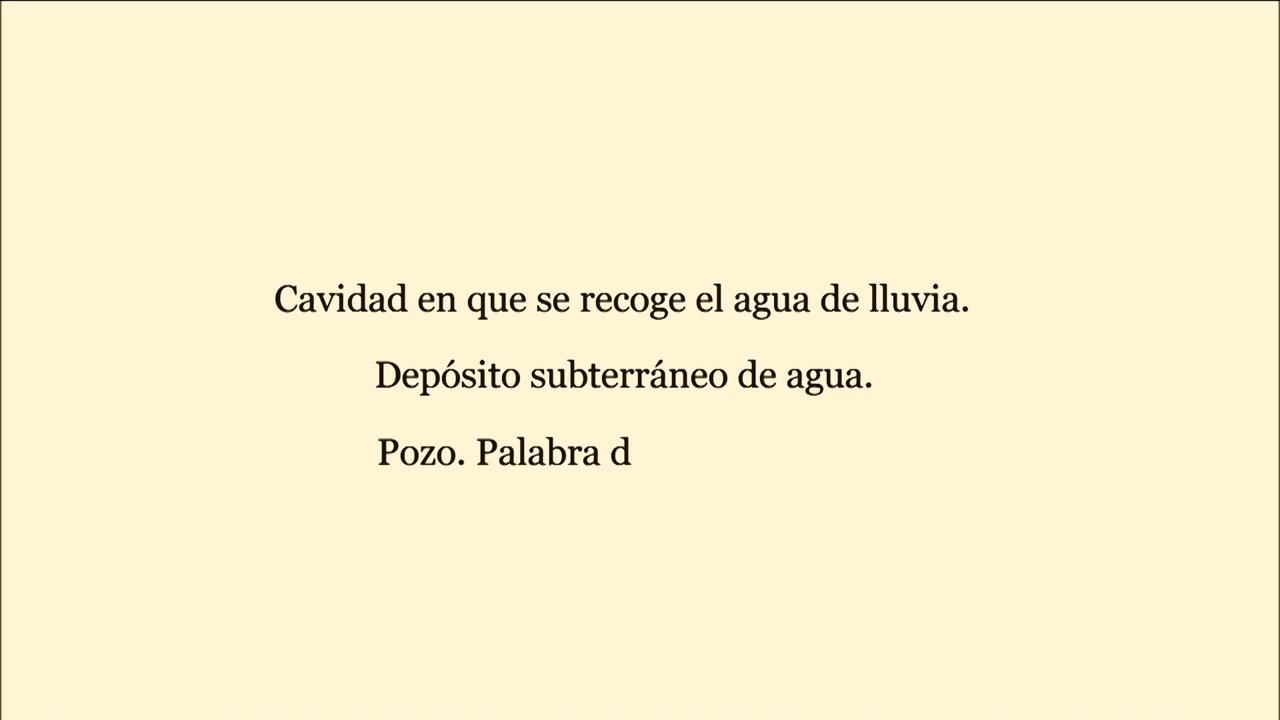 Cavidad en que se recoge el agua de lluvia.
Depósito subterráneo de agua.
Pozo. Palabra d